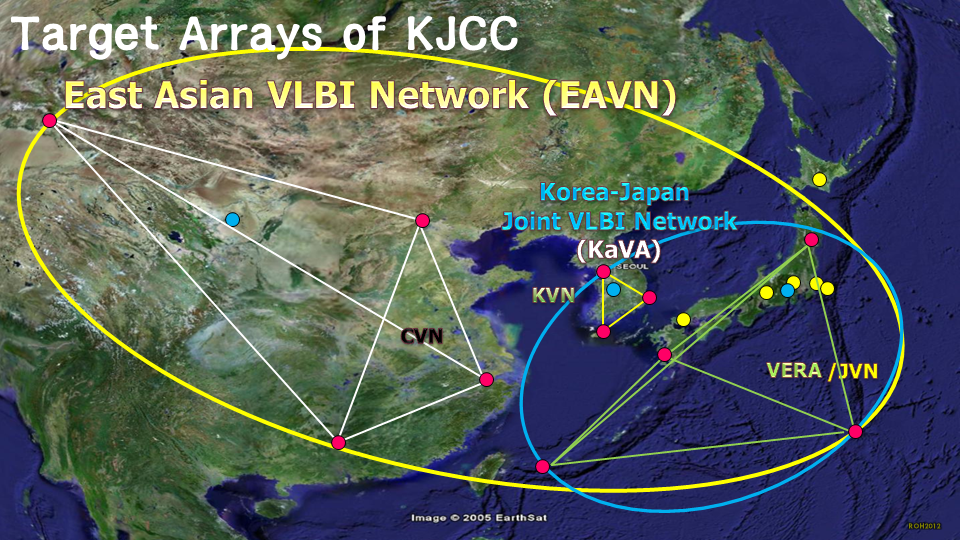 Target Arrays of KJCC
East Asian VLBI Network (EAVN)
Korea-Japan
Joint VLBI Network
(KaVA)
SEOUL
KVN
CVN
VERA /JVN
Image © 2005 EarthSat
ROH2012